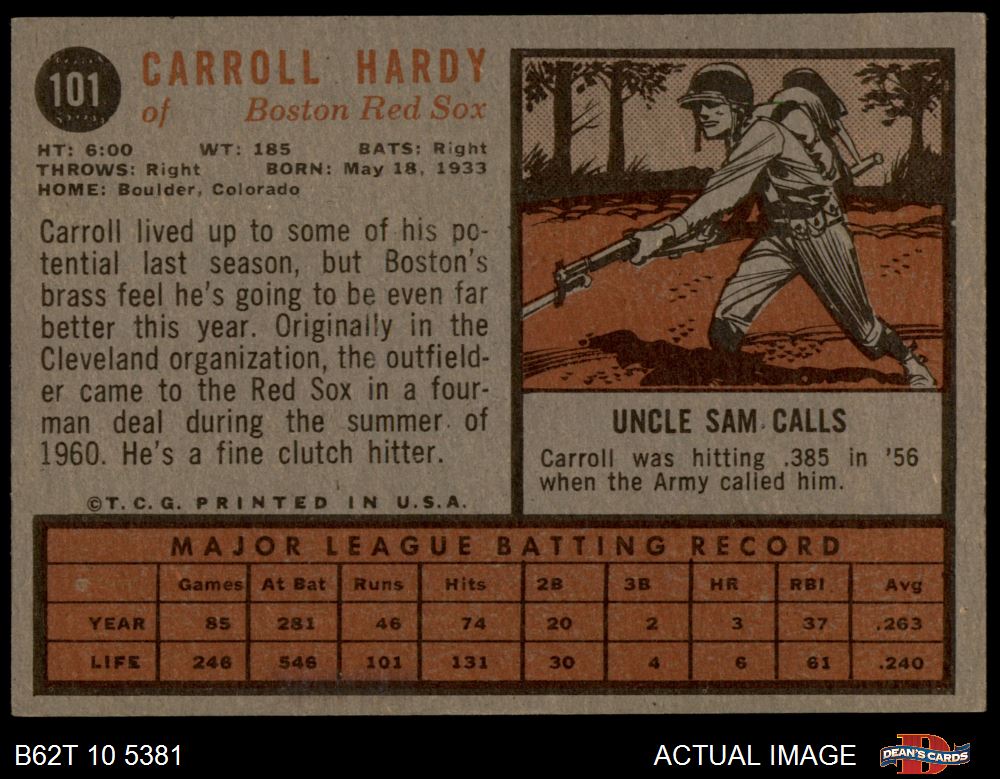 101
CARROLL HARDY
of Boston Red Sox
HT: 6:00 WT: 185 BATS: Right
THROWS: Right BORN: May 18, 1933
HOME: Boulder, Colorado
Carroll lived up to some of his po-
tential last season, but Boston's
brass feel he's going to be even far
better this year. Originally in the
Cleveland organization, the outfield-
er came to the Red Sox in a four-
man deal during the summer of
1960. He's a fine clutch hitter.
©T.C.G. PRINTED IN U.S.A.
UNCLE SAM CALLS
Carroll was hitting .385 in '56
when the Army called him.
MAJOR LEAGUE BATTING RECORD
Games At Bat Runs Hits 2B 3B HR RBI Avg
YEAR 85 281 46 74 20 2 3 37 .263
LIFE 246 546 101 131 30 4 6 61 .240
B62T 10 5381 ACTUAL IMAGE D DEAN'S CARDS